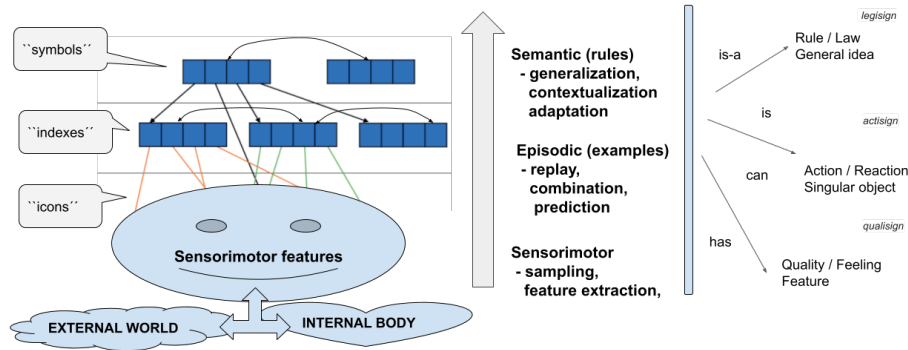 ``symbols´´
``indexes´´
``icons´´
Sensorimotor features
EXTERNAL WORLD
INTERNAL BODY
Semantic (rules)
- generalization,
contextualization
adaptation
Episodic (examples)
- replay,
combination,
prediction
Sensorimotor
- sampling,
feature extraction,
is-a
is
can
has
legisign
Rule / Law
General idea
actisign
Action / Reaction
Singular object
qualisign
Quality / Feeling
Feature